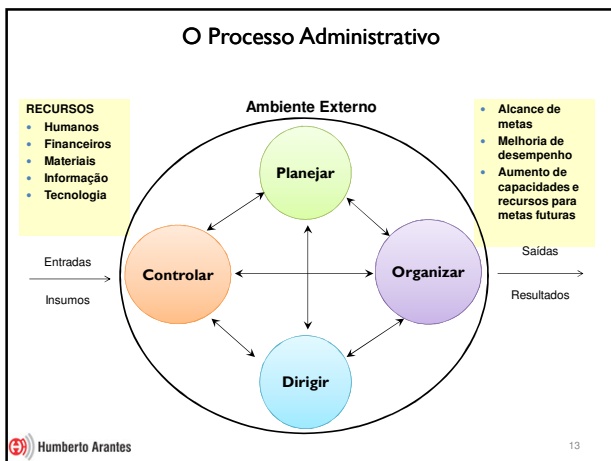 O Processo Administrativo
RECURSOS
• Humanos
• Financeiros
• Materiais
• Informação
• Tecnologia
Ambiente Externo
• Alcance de
metas
• Melhoria de
desempenho
• Aumento de
capacidades e
recursos para
metas futuras
Planejar
Entradas
Insumos
Controlar
Organizar
Saídas
Resultados
Dirigir
Humberto Arantes
13